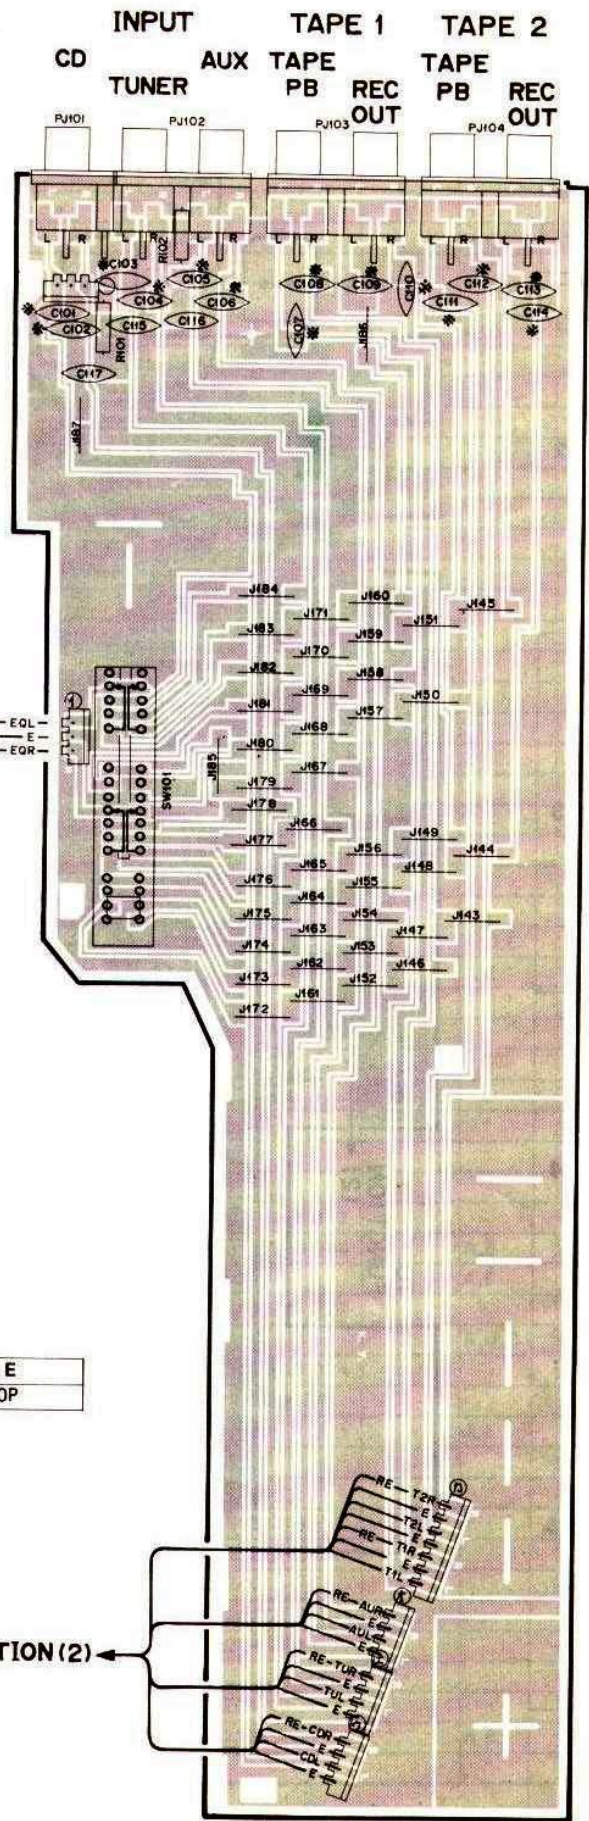 INPUT TAPE 1 TAPE 2
CD AUX TAPE TAPE
TUNER PB REC PB REC
OUT OUT
PJ101 PJ102 PJ103 PJ104
L R L R L R L R L R L R L R
R102
C103 C105 C108 C109 C110 C112 C113
C101 C104 C106 C111 C114
C102 C115 C116 C107 J186
R101
C117
J187
J184 J160 J145
J171 J151
J183 J159
J170
J182 J158
J169 J150
J181 J157
J168
EQL
E
EQR
J180
J185 J167
SW101
J179
J178
J166 J149
J177 J156 J144
J165 J148
J176 J155
J164
J175 J154 J143
J163 J147
J174 J153
J162 J146
J173 J152
J161
J172
E
OP
RE-T2R
E
T2L
E
RE-T1R
E
T1L
RE-AUR
E
AUL
E
TION(2)
RE-TUR
E
TUL
E
RE-CDR
E
CDL
E